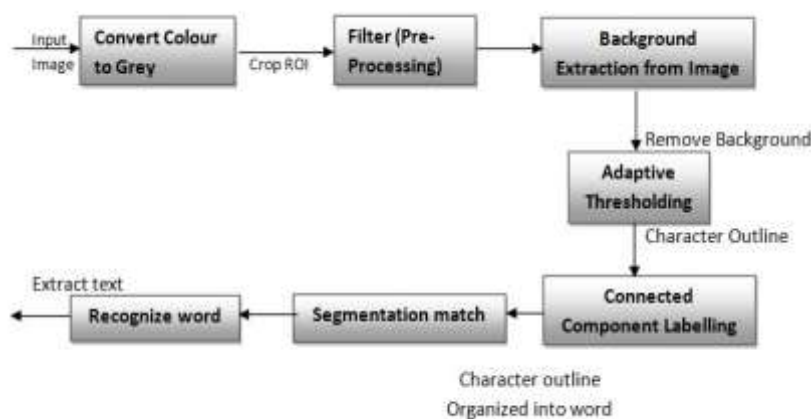 Input
Image
Convert Colour
to Grey
Crop ROI
Filter (Pre-
Processing)
Background
Extraction from Image
Remove Background
Adaptive
Thresholding
Character Outline
Connected
Component Labelling
Segmentation match
Recognize word
Extract text
Character outline
Organized into word